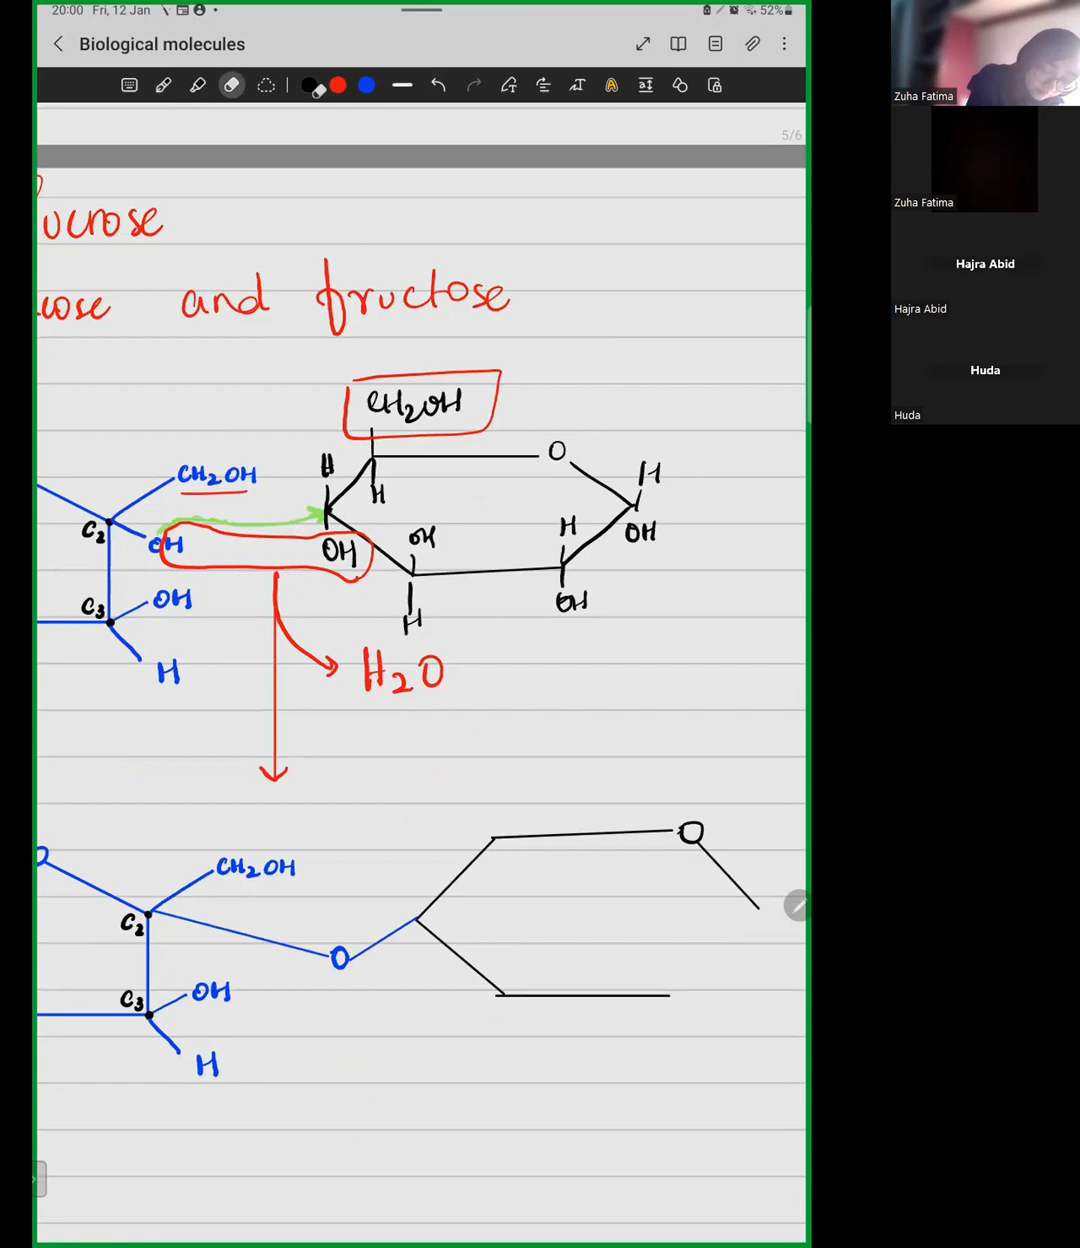 20:00 Fri, 12 Jan
52%
Biological molecules
5/6
ucrose
cose and fructose
CH2OH
O
H
H
CH2OH
H
C2
OH
OH
OH
H
OH
C3
OH
OH
H
H
H2O
O
O
CH2OH
C2
O
C3
OH
H
Zuha Fatima
Zuha Fatima
Hajra Abid
Hajra Abid
Huda
Huda